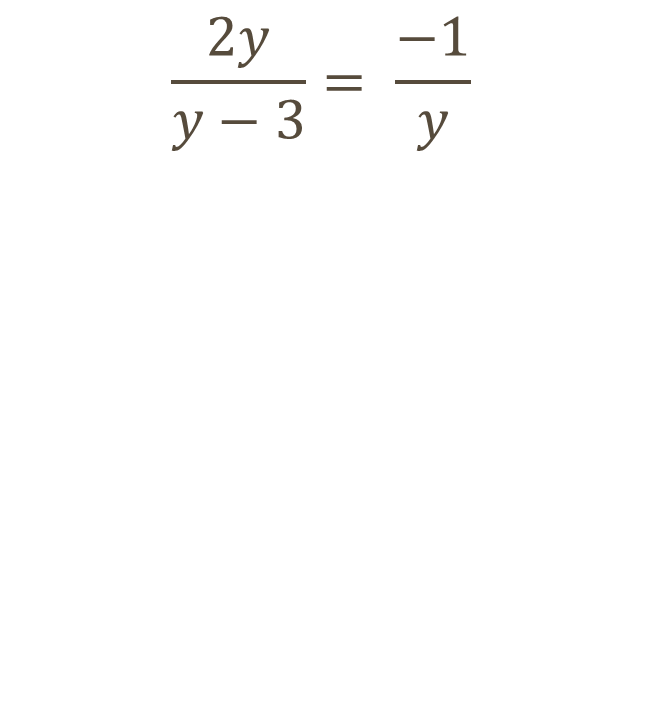 2y/(y − 3) = −1/y